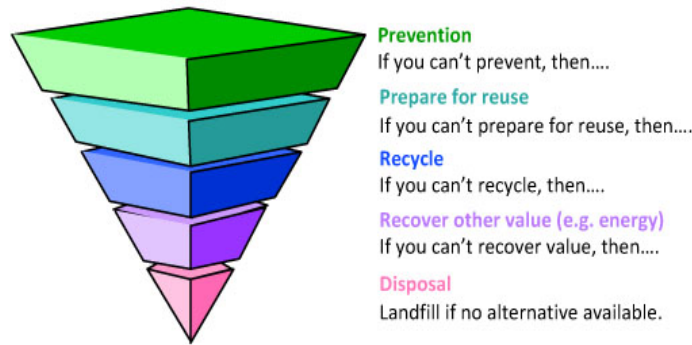 Prevention
If you can't prevent, then....
Prepare for reuse
If you can't prepare for reuse, then....
Recycle
If you can't recycle, then....
Recover other value (e.g. energy)
If you can't recover value, then....
Disposal
Landfill if no alternative available.